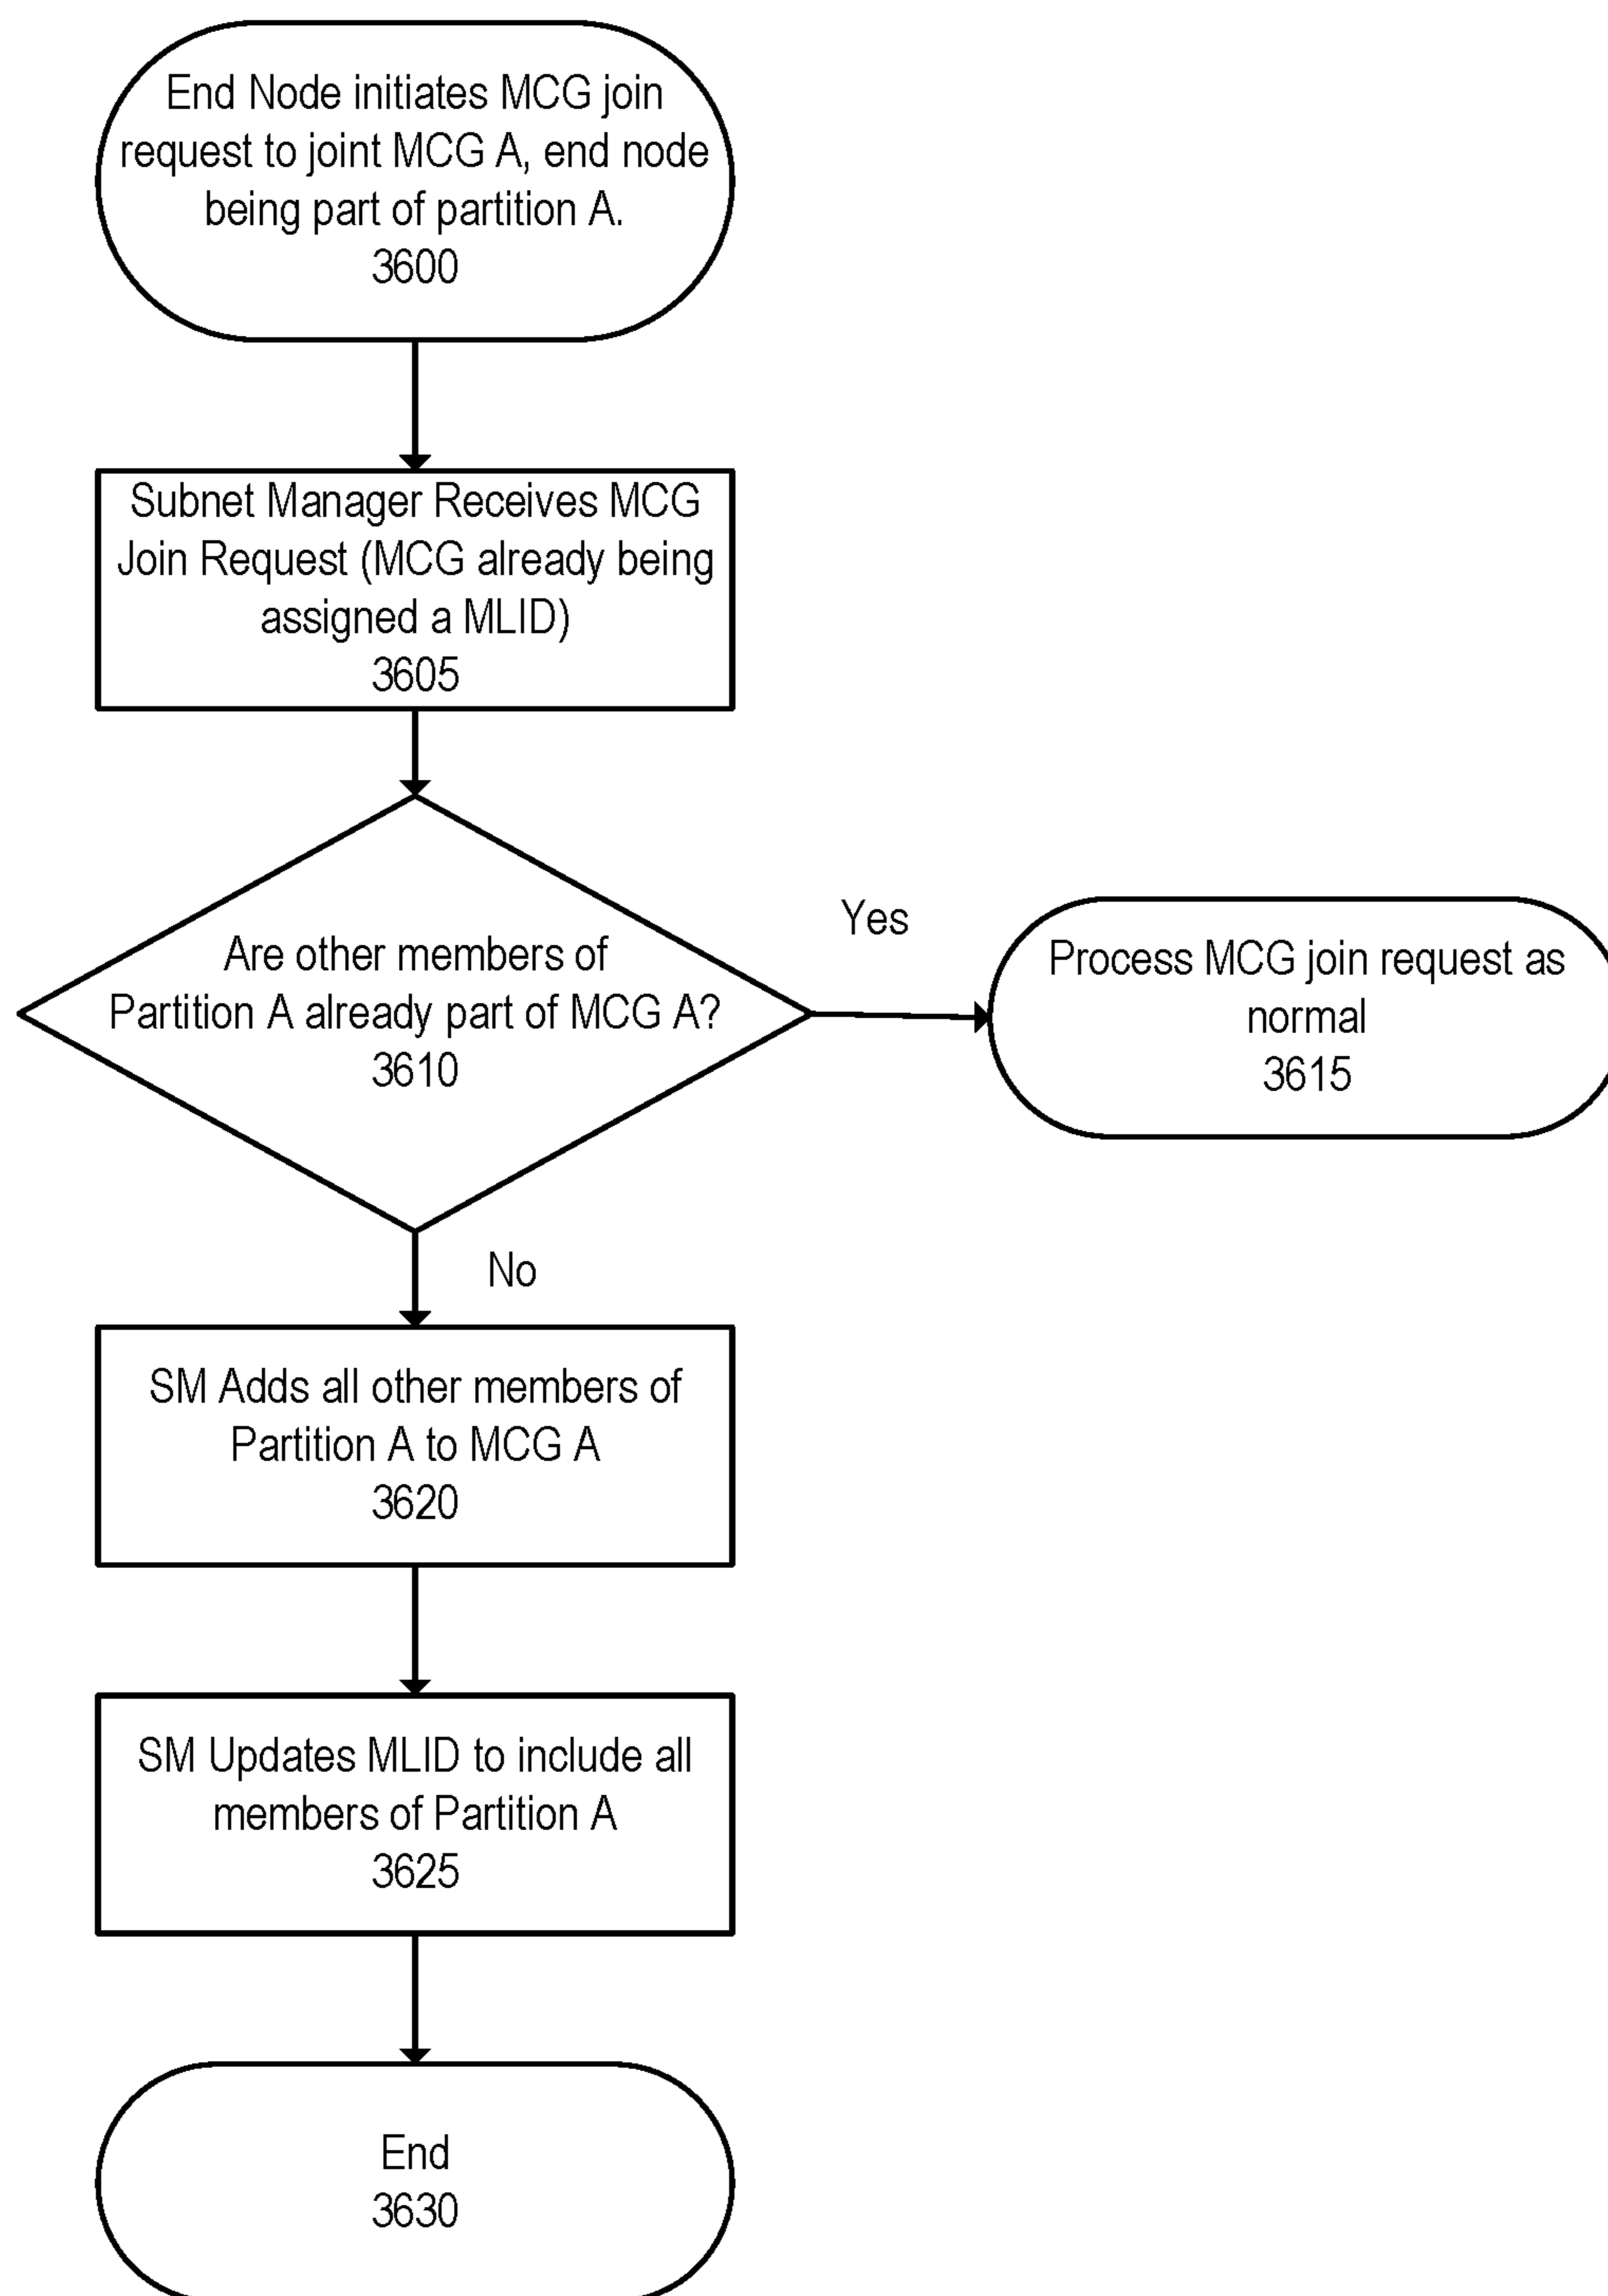 End Node initiates MCG join
request to joint MCG A, end node
being part of partition A.
3600
Subnet Manager Receives MCG
Join Request (MCG already being
assigned a MLID)
3605
Are other members of
Partition A already part of MCG A?
3610
Yes
Process MCG join request as
normal
3615
No
SM Adds all other members of
Partition A to MCG A
3620
SM Updates MLID to include all
members of Partition A
3625
End
3630